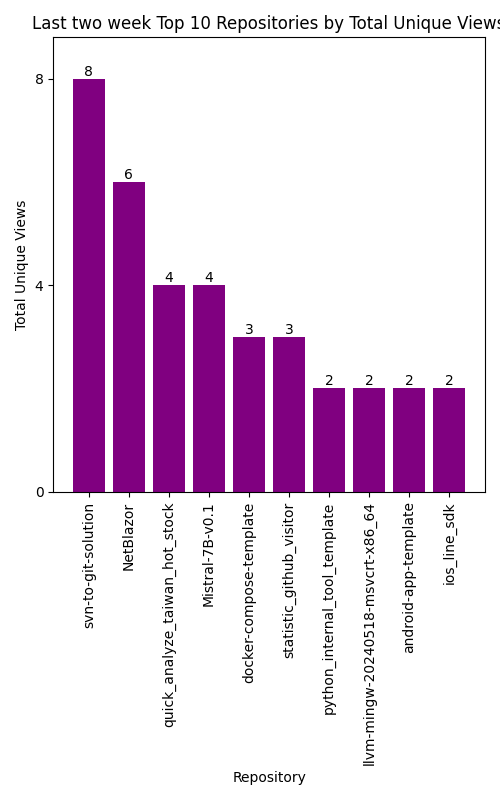 Last two week Top 10 Repositories by Total Unique Views
Total Unique Views
8
4
0
8
6
4
4
3
3
2
2
2
2
svn-to-git-solution
NetBlazor
quick_analyze_taiwan_hot_stock
Mistral-7B-v0.1
docker-compose-template
statistic_github_visitor
python_internal_tool_template
llvm-mingw-20240518-msvcrt-x86_64
android-app-template
ios_line_sdk
Repository